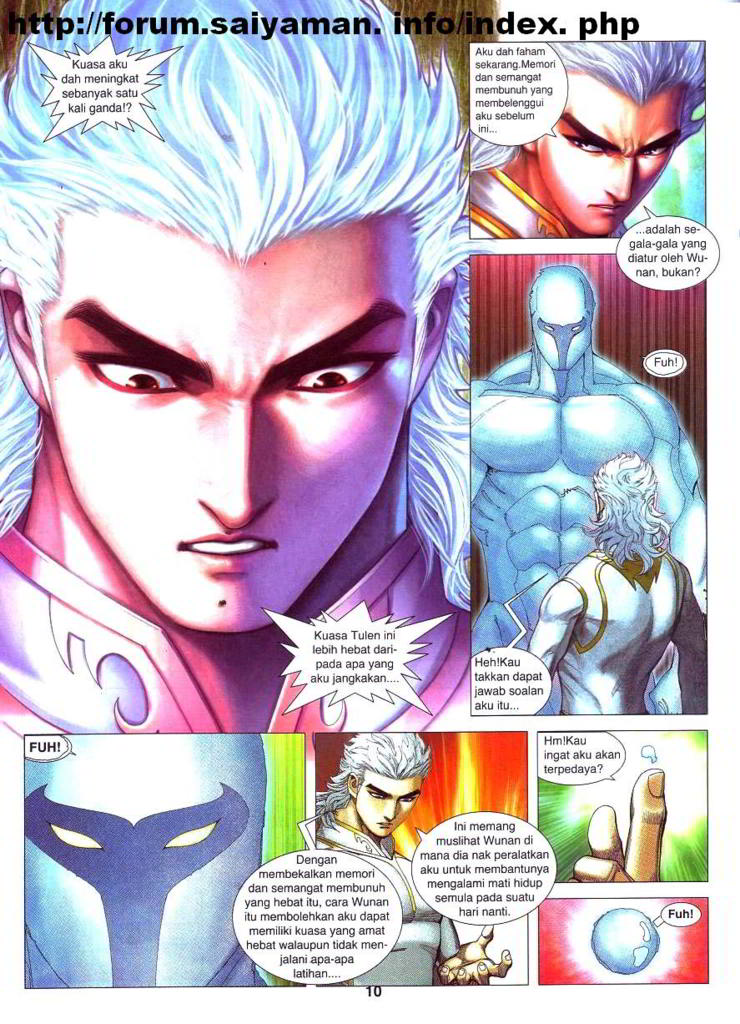 http://forum.saiyaman. info/index. php
Kuasa aku
dah meningkat
sebanyak satu
kali ganda!?
Aku dah faham
sekarang.Memori
dan semangat
membunuh yang
membelenggui
aku sebelum
ini...
...adalah se-
gala-gala yang
diatur oleh Wu-
nan, bukan?
Fuh!
Kuasa Tulen ini
lebih hebat dari-
pada apa yang
aku jangkakan....
Heh!Kau
takkan dapat
jawab soalan
aku itu...
FUH!
Dengan
membekalkan memori
dan semangat membunuh
yang hebat itu, cara Wunan
itu membolehkan aku dapat
memiliki kuasa yang amat
hebat walaupun tidak men-
jalani apa-apa
latihan....
Ini memang
muslihat Wunan di
mana dia nak peralatkan
aku untuk membantunya
mengalami mati hidup
semula pada suatu
hari nanti.
Hm!Kau
ingat aku akan
terpedaya?
Fuh!
10